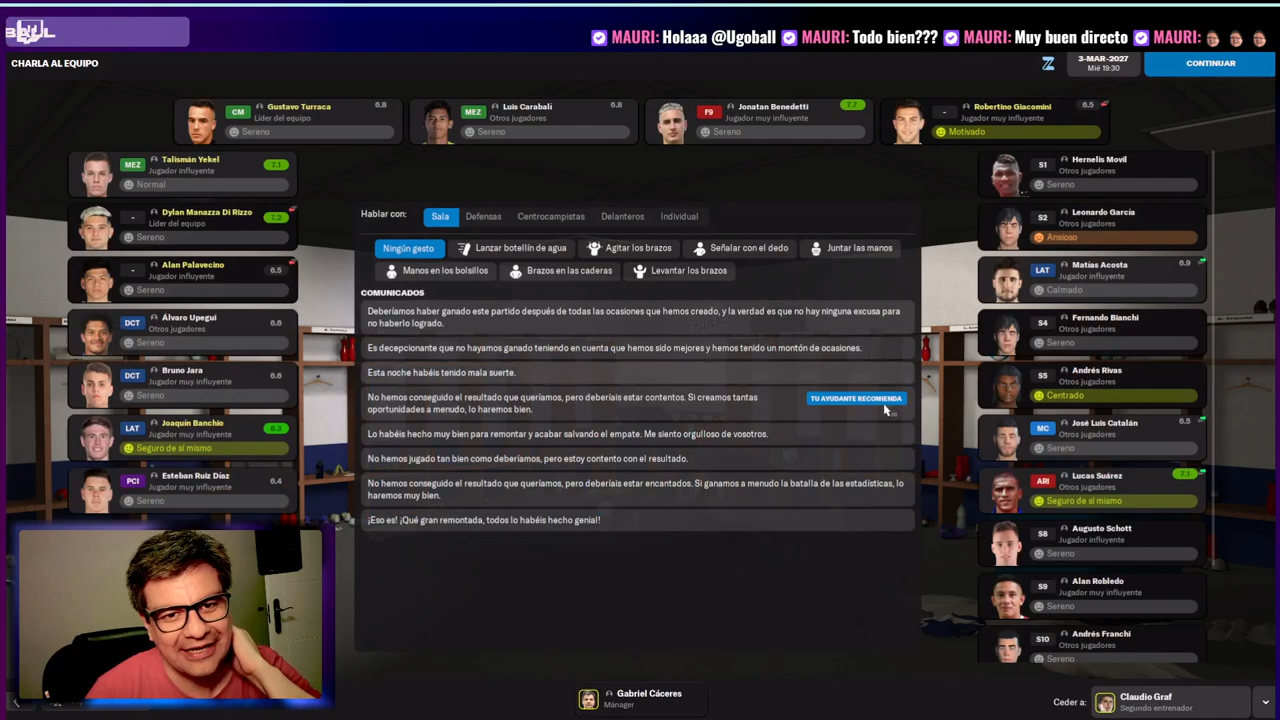 BALL
MAURI: Holaaa @Ugoball MAURI: Todo bien??? MAURI: Muy buen directo MAURI:
CHARLA AL EQUIPO
3-MAR-2027
Mié 19:30
CONTINUAR
CM Gustavo Turraca 6.8
Líder del equipo
Sereno
MEZ Luis Carabalí 6.8
Otros jugadores
Sereno
F9 Jonatan Benedetti 7.7
Jugador muy influyente
Sereno
- Robertino Giacomini 6.5
Jugador muy influyente
Motivado
MEZ Talismán Yekel 7.1
Jugador influyente
Normal
- Dylan Manazza Di Rizzo 7.2
Líder del equipo
Sereno
- Alan Palavecino 6.5
Jugador influyente
Sereno
DCT Álvaro Upegui 6.6
Otros jugadores
Sereno
DCT Bruno Jara 6.6
Jugador muy influyente
Sereno
LAT Joaquín Banchio 8.3
Jugador muy influyente
Seguro de sí mismo
PCI Esteban Ruiz Díaz 6.4
Jugador muy influyente
Sereno
Hablar con: Sala Defensas Centrocampistas Delanteros Individual
Ningún gesto Lanzar botellín de agua Agitar los brazos Señalar con el dedo Juntar las manos
Manos en los bolsillos Brazos en las caderas Levantar los brazos
COMUNICADOS
Deberíamos haber ganado este partido después de todas las ocasiones que hemos creado, y la verdad es que no hay ninguna excusa para
no haberlo logrado.
Es decepcionante que no hayamos ganado teniendo en cuenta que hemos sido mejores y hemos tenido un montón de ocasiones.
Esta noche habéis tenido mala suerte.
No hemos conseguido el resultado que queríamos, pero deberíais estar contentos. Si creamos tantas
oportunidades a menudo, lo haremos bien.
TU AYUDANTE RECOMIENDA
Lo habéis hecho muy bien para remontar y acabar salvando el empate. Me siento orgulloso de vosotros.
No hemos jugado tan bien como deberíamos, pero estoy contento con el resultado.
No hemos conseguido el resultado que queríamos, pero deberíais estar encantados. Si ganamos a menudo la batalla de las estadísticas, lo
haremos muy bien.
¡Eso es! ¡Qué gran remontada, todos lo habéis hecho genial!
S1 Hernelis Movil
Otros jugadores
Sereno
S2 Leonardo García
Otros jugadores
Ansioso
LAT Matías Acosta 6.9
Otros jugadores
Calmado
S4 Fernando Bianchi
Otros jugadores
Sereno
S5 Andrés Rivas
Otros jugadores
Centrado
MC José Luis Catalán 6.5
Otros jugadores
Sereno
ARI Lucas Suárez 7.1
Otros jugadores
Seguro de sí mismo
S8 Augusto Schott
Jugador influyente
Sereno
S9 Alan Robledo
Jugador muy influyente
Sereno
S10 Andrés Franchi
Otros jugadores
Sereno
Gabriel Cáceres
Mánager
Ceder a: Claudio Graf
Segundo entrenador